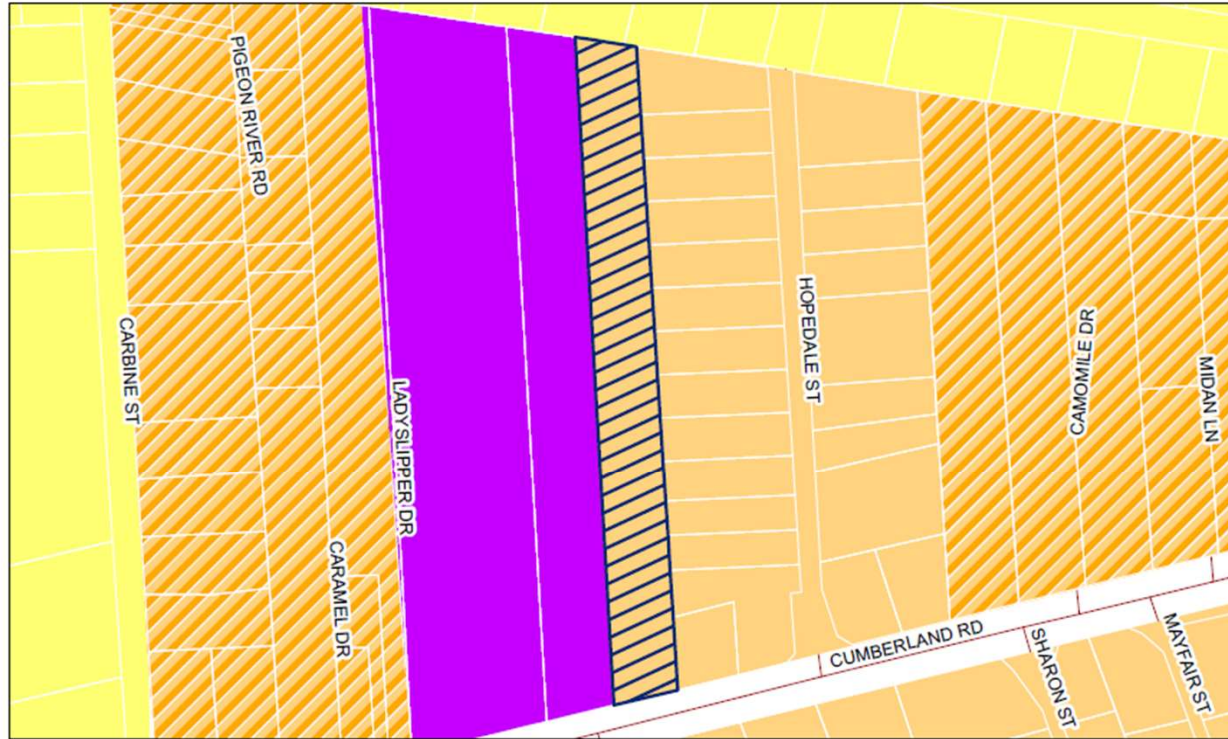 PIGEON RIVER RD
CARBINE ST
LADYSLIPPER DR
CARAMEL DR
HOPEDALE ST
CAMOMILE DR
MIDAN LN
CUMBERLAND RD
SHARON ST
MAYFAIR ST